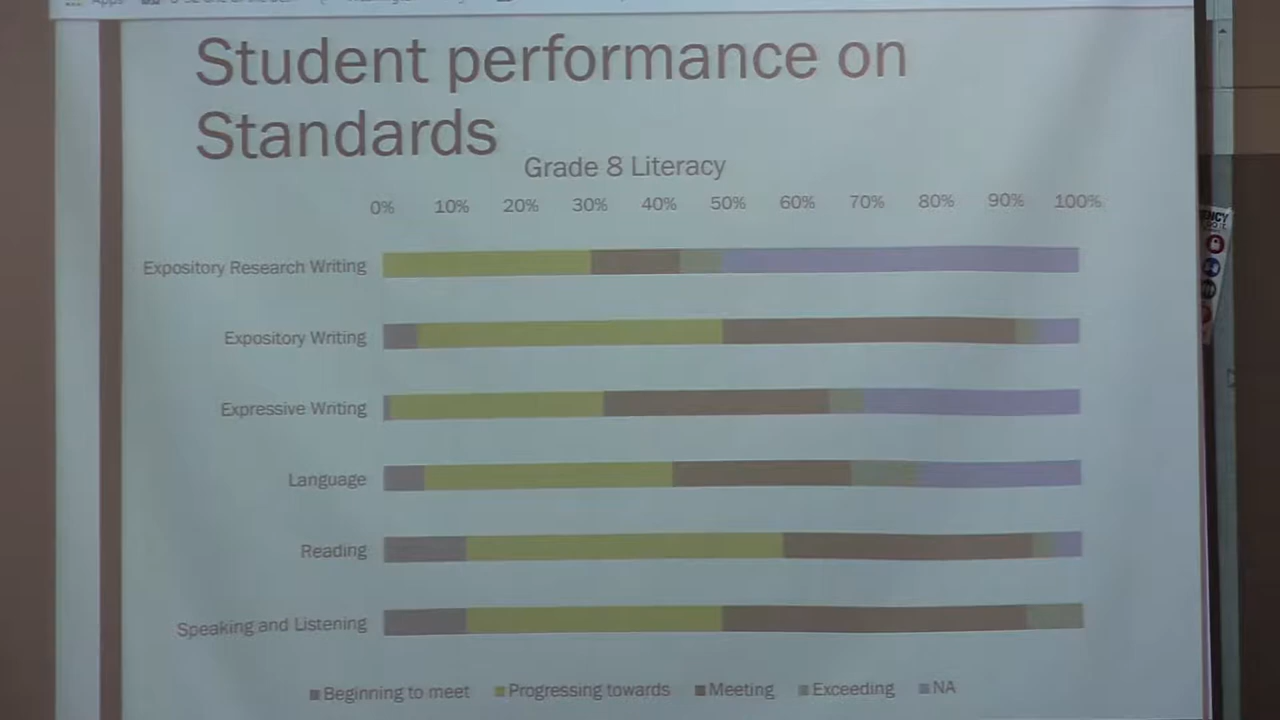 Student performance on
Standards
Grade 8 Literacy
0% 10% 20% 30% 40% 50% 60% 70% 80% 90% 100%
Expository Research Writing
Expository Writing
Expressive Writing
Language
Reading
Speaking and Listening
Beginning to meet Progressing towards Meeting Exceeding NA